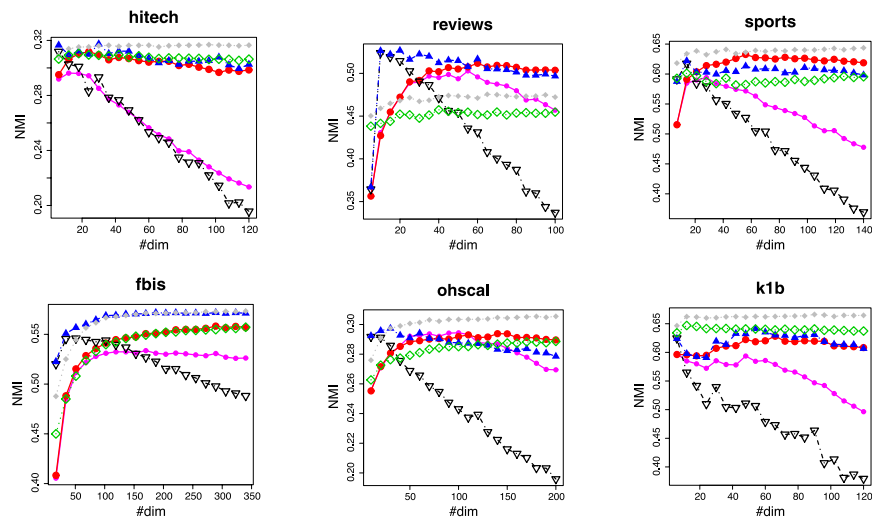 hitech
NMI
0.32
0.28
0.24
0.20
20 40 60 80 100 120
#dim
reviews
NMI
0.50
0.45
0.40
0.35
20 40 60 80 100
#dim
sports
NMI
0.65
0.60
0.55
0.50
0.45
0.40
20 40 60 80 100 120 140
#dim
fbis
NMI
0.55
0.50
0.45
0.40
50 100 150 200 250 300 350
#dim
ohscal
NMI
0.30
0.28
0.26
0.24
0.22
0.20
50 100 150 200
#dim
k1b
NMI
0.65
0.60
0.55
0.50
0.45
0.40
20 40 60 80 100 120
#dim